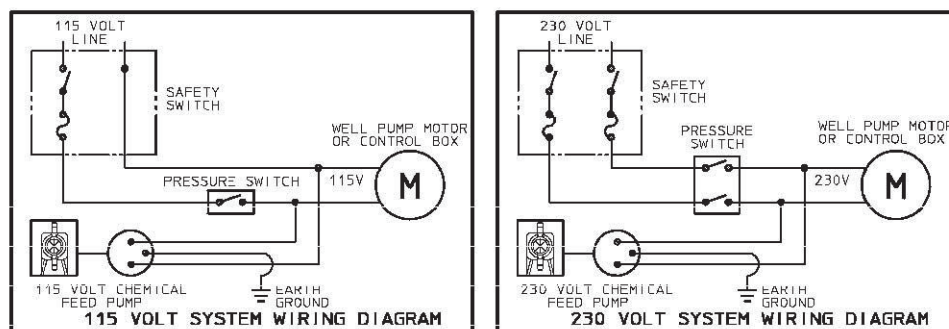 115 VOLT
LINE
SAFETY
SWITCH
WELL PUMP MOTOR
OR CONTROL BOX
PRESSURE SWITCH
115V
M
115 VOLT CHEMICAL
FEED PUMP
EARTH
GROUND
115 VOLT SYSTEM WIRING DIAGRAM
230 VOLT
LINE
SAFETY
SWITCH
PRESSURE
SWITCH
WELL PUMP MOTOR
OR CONTROL BOX
230V
M
230 VOLT CHEMICAL
FEED PUMP
EARTH
GROUND
230 VOLT SYSTEM WIRING DIAGRAM